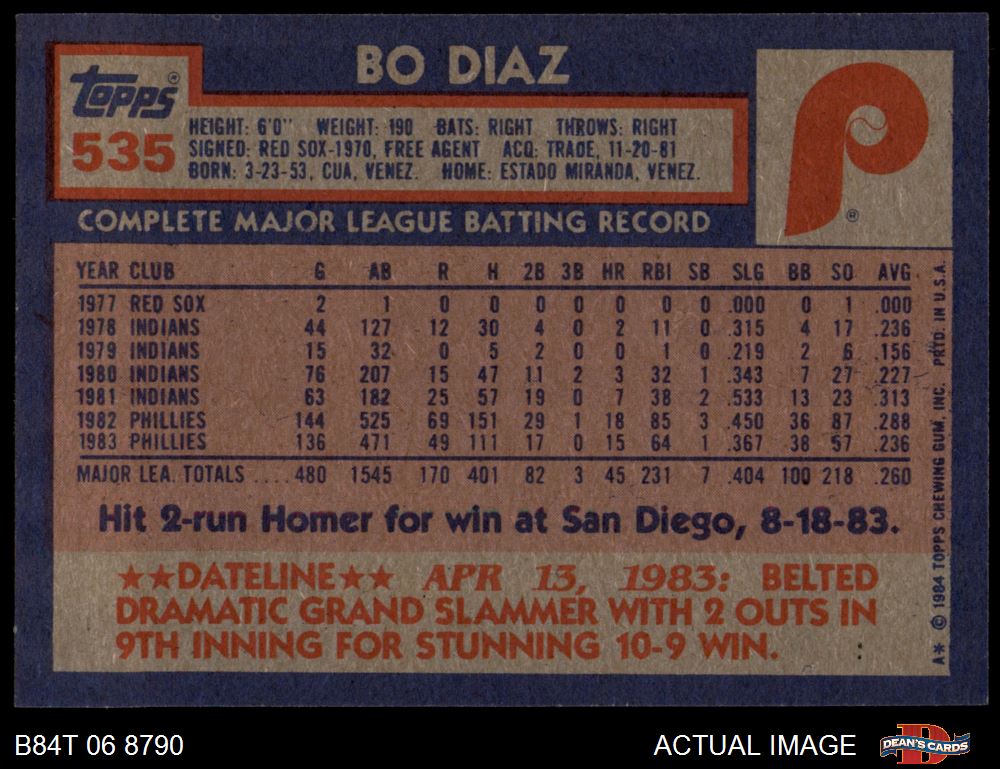 BO DIAZ
Topps®
535
HEIGHT: 6'0" WEIGHT: 190 BATS: RIGHT THROWS: RIGHT
SIGNED: RED SOX-1970, FREE AGENT ACQ: TRADE, 11-20-81
BORN: 3-23-53, CUA, VENEZ. HOME: ESTADO MIRANDA, VENEZ.
P ®
COMPLETE MAJOR LEAGUE BATTING RECORD
YEAR CLUB G AB R H 2B 3B HR RBI SB SLG BB SO AVG.
1977 RED SOX 2 1 0 0 0 0 0 0 0 .000 0 1 .000
1978 INDIANS 44 127 12 30 4 0 2 11 0 .315 4 17 .236
1979 INDIANS 15 32 0 5 2 0 0 1 0 .219 2 6 .156
1980 INDIANS 76 207 15 47 11 2 3 32 1 .343 7 27 .227
1981 INDIANS 63 182 25 57 19 0 7 38 2 .533 13 23 .313
1982 PHILLIES 144 525 69 151 29 1 18 85 3 .450 36 87 .288
1983 PHILLIES 136 471 49 111 17 0 15 64 1 .367 38 57 .236
MAJOR LEA. TOTALS .... 480 1545 170 401 82 3 45 231 7 .404 100 218 .260
Hit 2-run Homer for win at San Diego, 8-18-83.
★★DATELINE★★ APR 13, 1983: BELTED
DRAMATIC GRAND SLAMMER WITH 2 OUTS IN
9TH INNING FOR STUNNING 10-9 WIN.
A* © 1984 TOPPS CHEWING GUM, INC. PRTD. IN U.S.A.
B84T 06 8790
ACTUAL IMAGE
D
DEAN'S CARDS